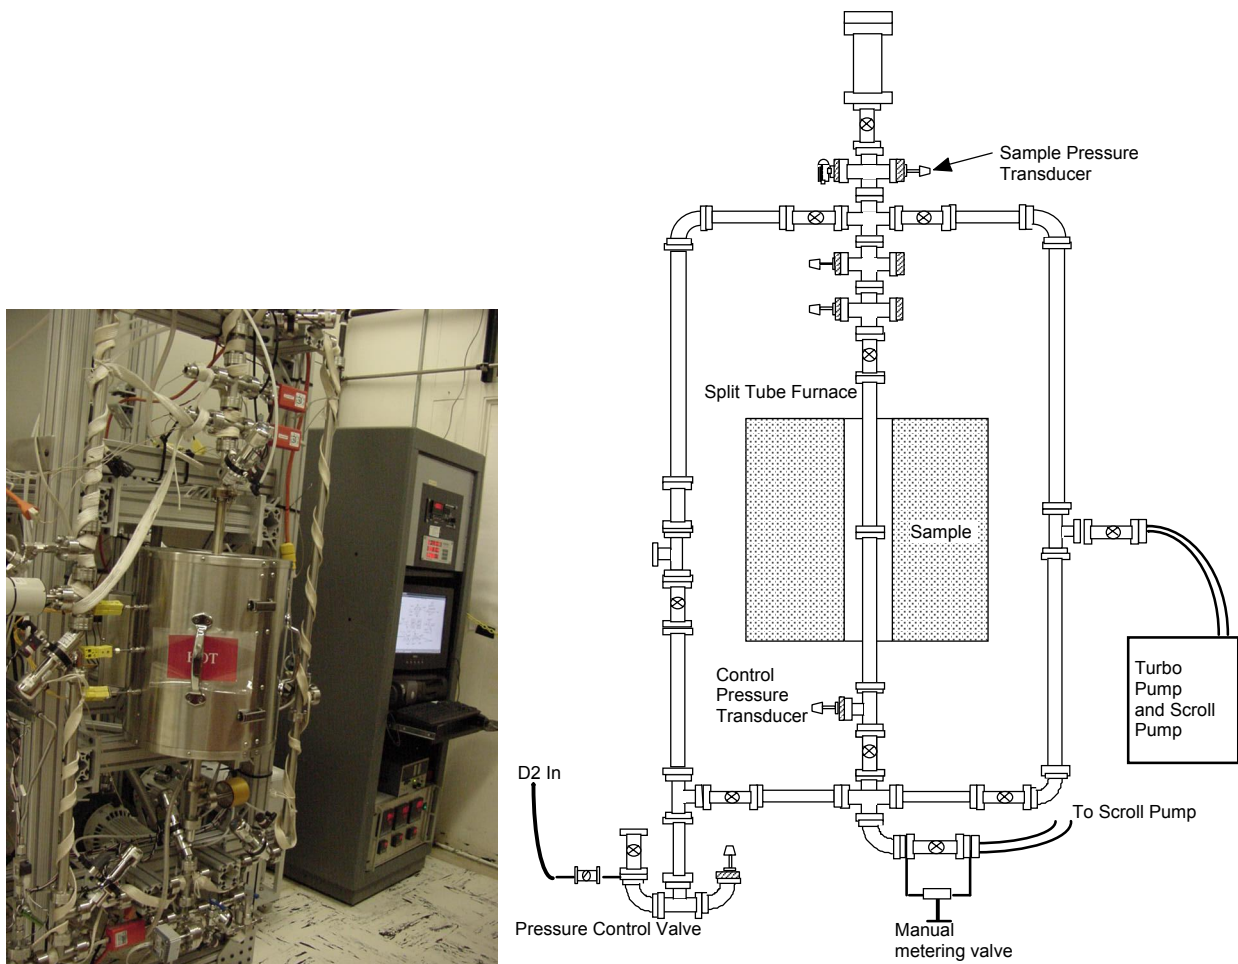 Sample Pressure
Transducer
Split Tube Furnace
Sample
HOT
Control
Pressure
Transducer
Turbo
Pump
and Scroll
Pump
D2 In
To Scroll Pump
Pressure Control Valve
Manual
metering valve